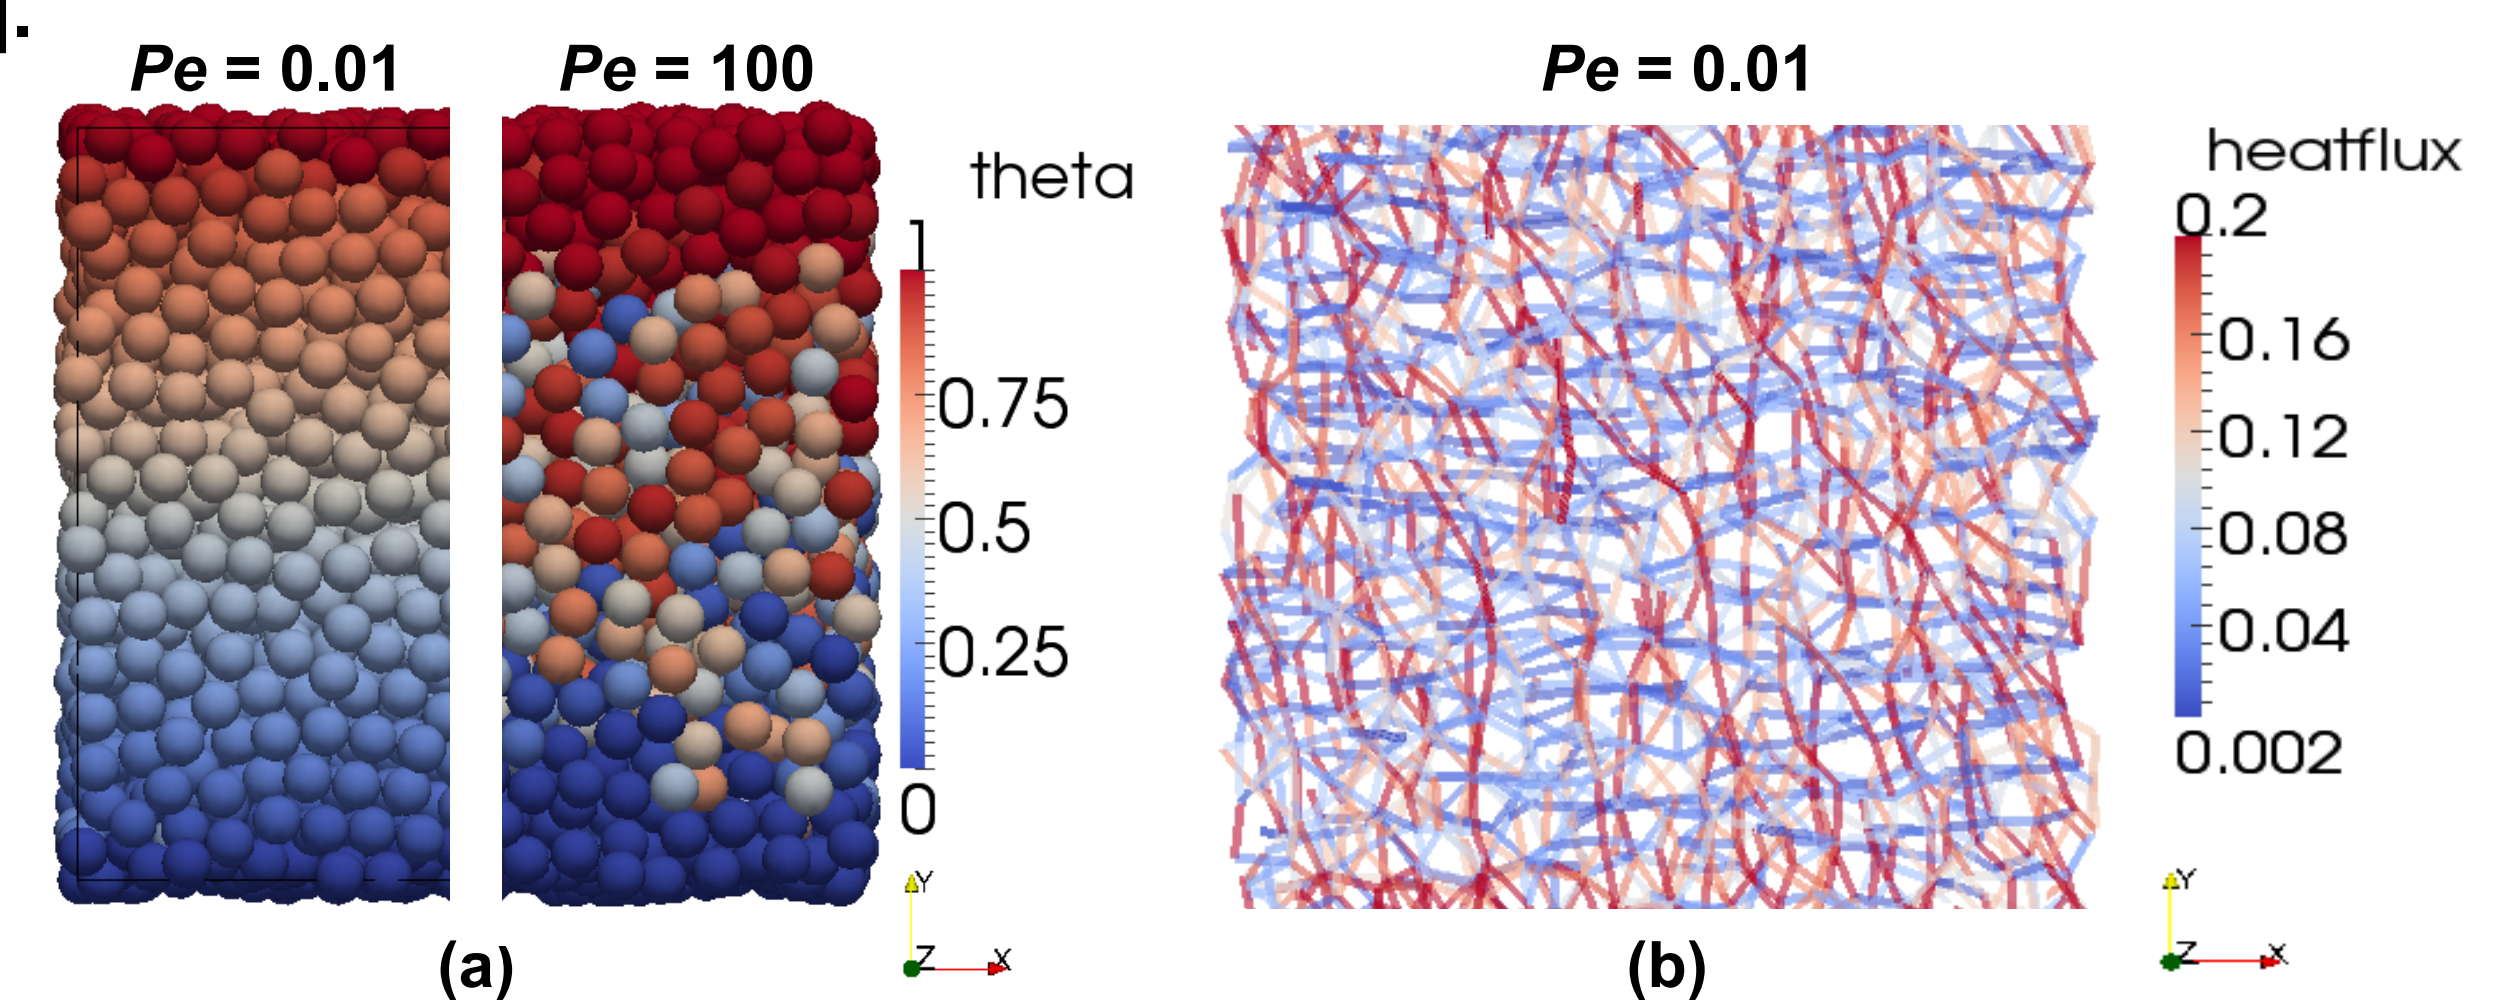 Pe = 0.01
Pe = 100
Pe = 0.01
theta
1
0.75
0.5
0.25
0
heatflux
0.2
0.16
0.12
0.08
0.04
0.002
Y
Z
X
Y
Z
X
(a)
(b)